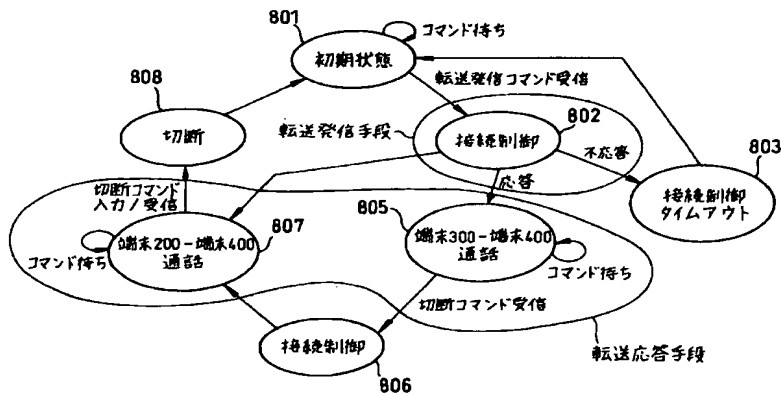 801
コマンド待ち
初期状態
808
転送発信コマンド受信
切断
転送発信手段
802
接続制御
不応答
803
接続制御
タイムアウト
応答
切断コマンド
入力/受信
805
端末200-端末400
通話
807
端末300-端末400
通話
コマンド待ち
コマンド待ち
切断コマンド受信
接続制御
転送応答手段
806